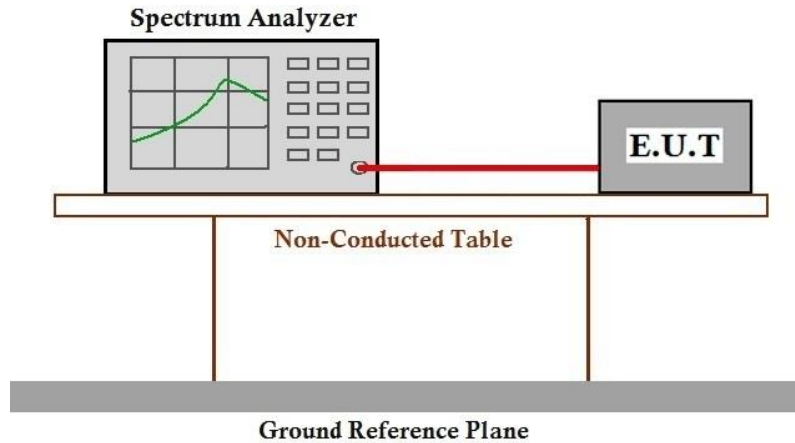 Spectrum Analyzer
E.U.T
Non-Conducted Table
Ground Reference Plane